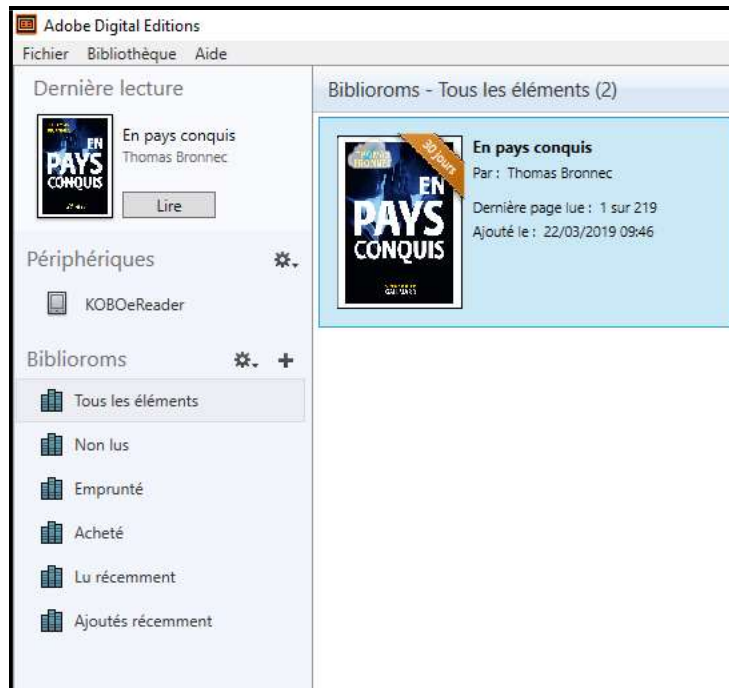 Adobe Digital Editions
Fichier Bibliothèque Aide
Dernière lecture
EN
PAYS
CONQUIS
En pays conquis
Thomas Bronnec
Lire
Périphériques
KOBOeReader
Biblioroms
Tous les éléments
Non lus
Emprunté
Acheté
Lu récemment
Ajoutés récemment
Biblioroms - Tous les éléments (2)
30 jours
THOMAS
BRONNEC
EN
PAYS
CONQUIS
GALLIMARD
En pays conquis
Par : Thomas Bronnec
Dernière page lue : 1 sur 219
Ajouté le : 22/03/2019 09:46